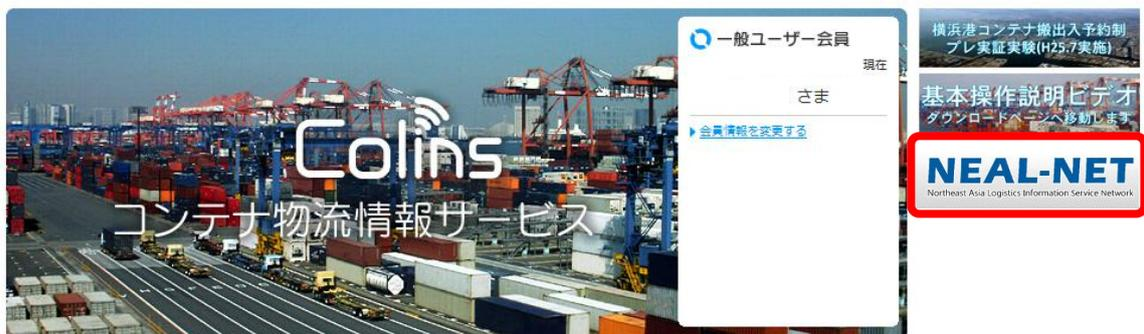 Colins
コンテナ物流情報サービス
一般ユーザー会員
現在
さま
会員情報を変更する
横浜港コンテナ搬出入予約制
プレ実証実験(H25.7実施)
基本操作説明ビデオ
ダウンロードページへ移動します
NEAL-NET
Northeast Asia Logistics Information Service Network